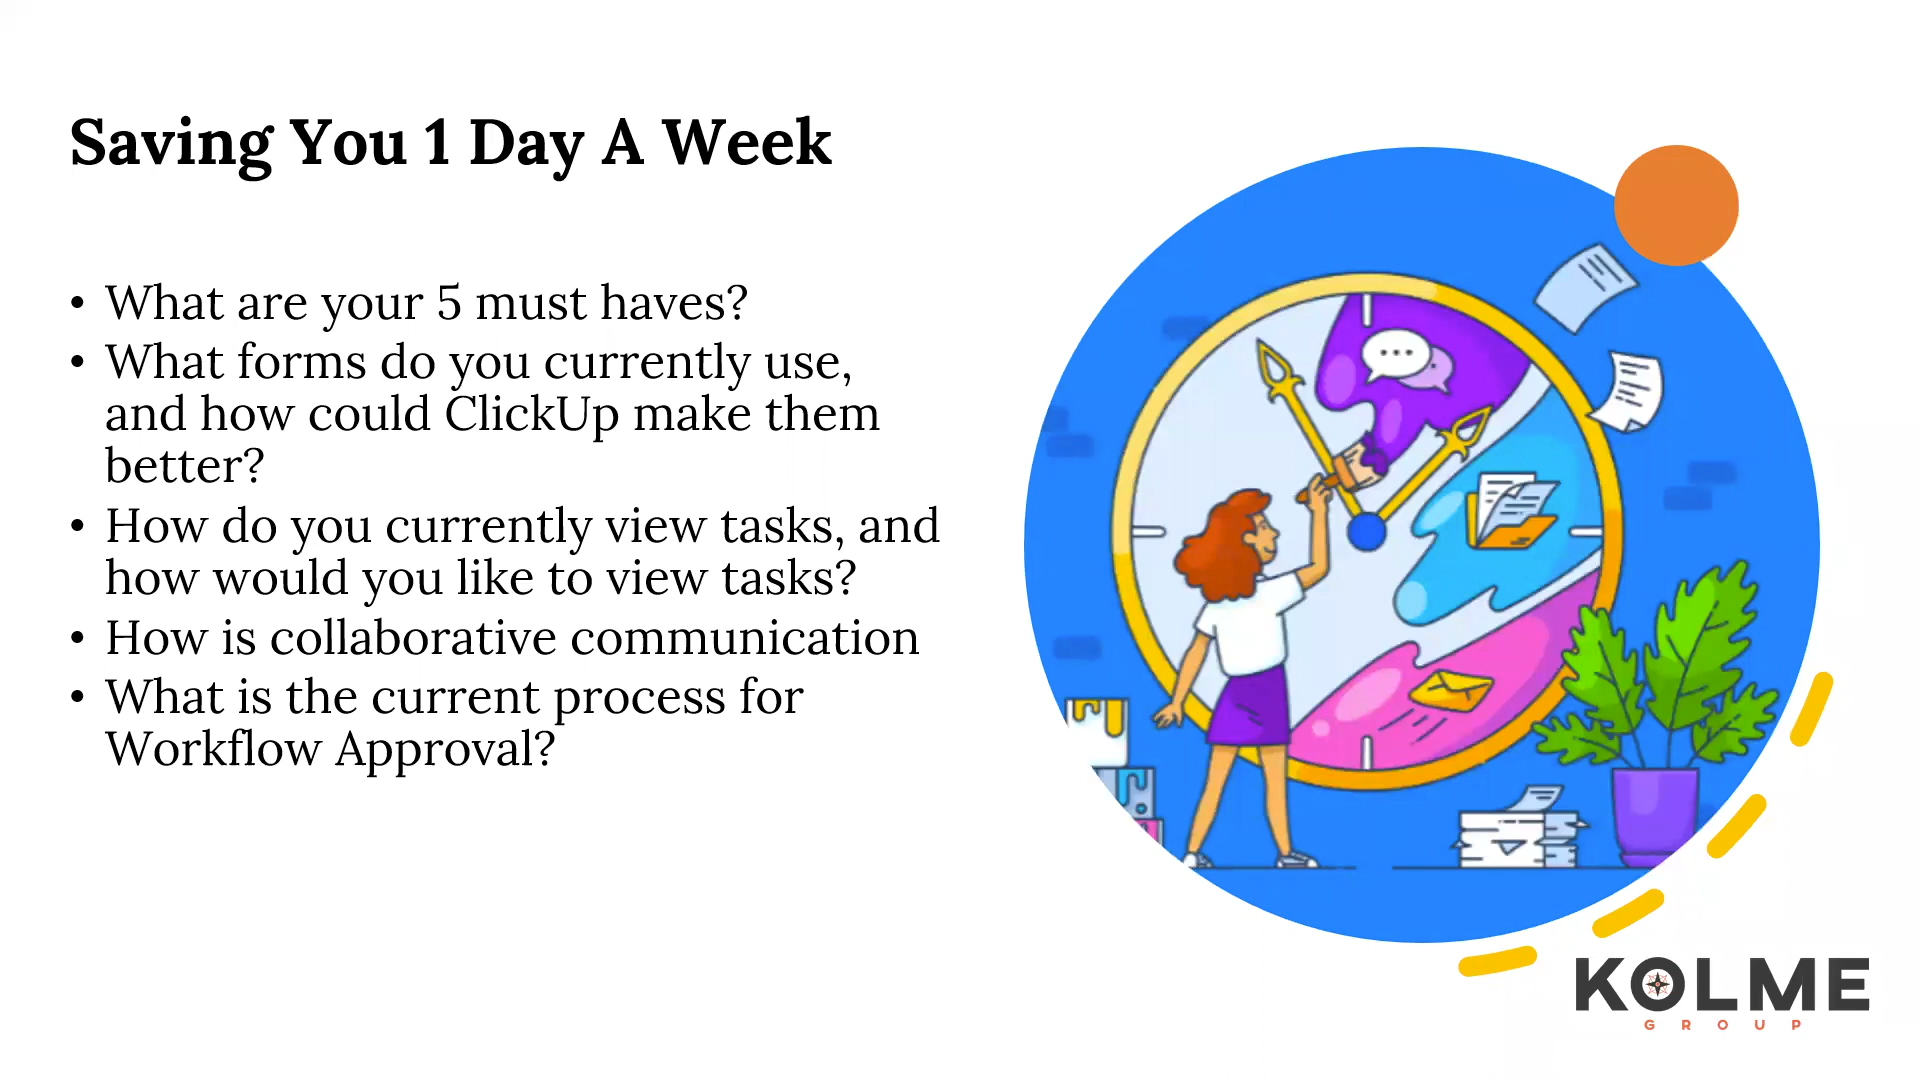 Saving You 1 Day A Week
• What are your 5 must haves?
• What forms do you currently use,
and how could ClickUp make them
better?
• How do you currently view tasks, and
how would you like to view tasks?
• How is collaborative communication
• What is the current process for
Workflow Approval?
KOLME
GROUP